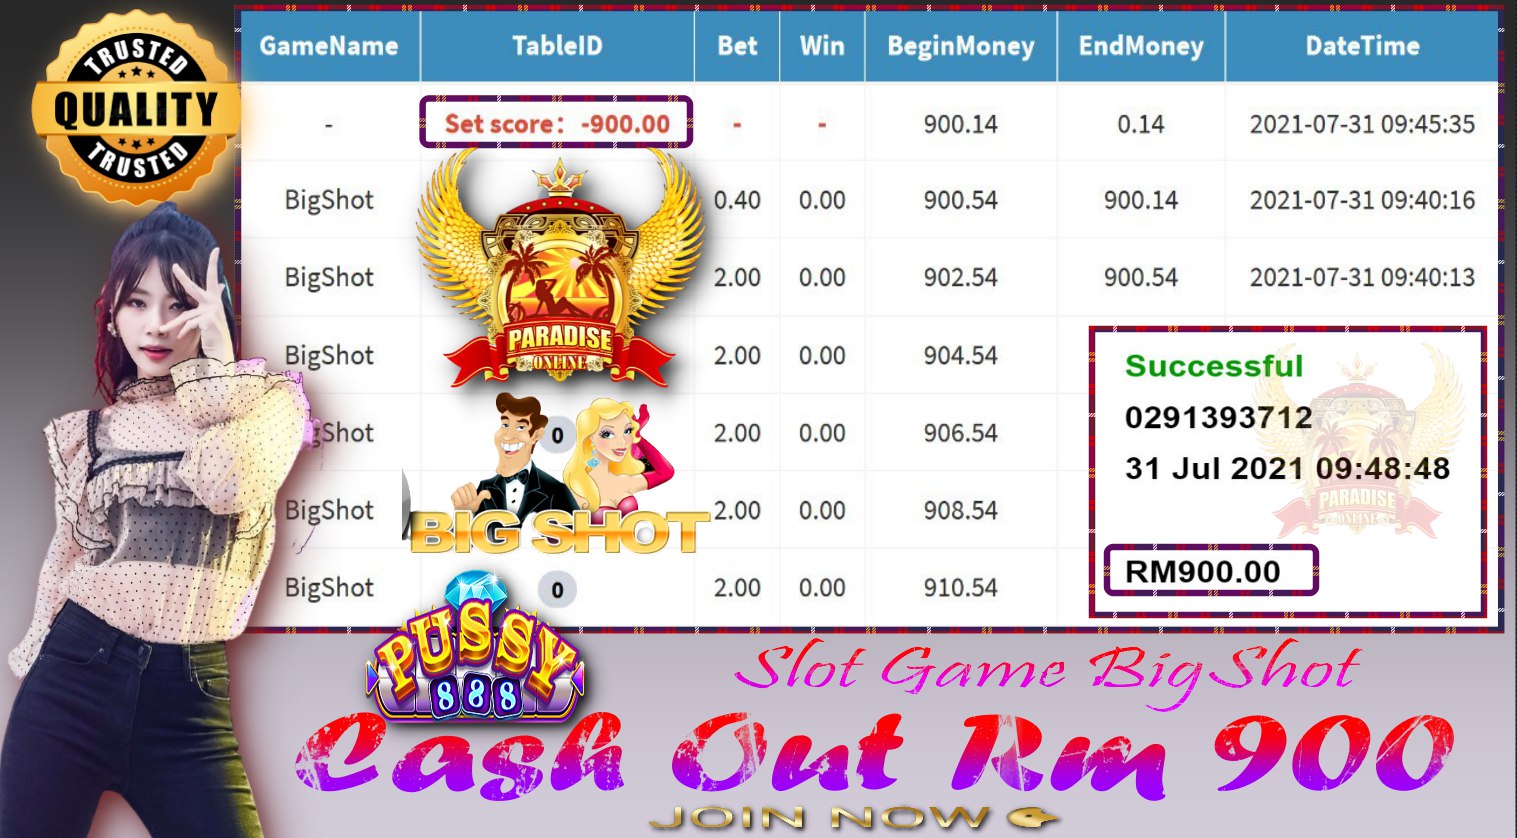 TRUSTED
QUALITY
TRUSTED
GameName TableID Bet Win BeginMoney EndMoney DateTime
- Set score: -900.00 - - 900.14 0.14 2021-07-31 09:45:35
BigShot 0.40 0.00 900.54 900.14 2021-07-31 09:40:16
BigShot 2.00 0.00 902.54 900.54 2021-07-31 09:40:13
BigShot 2.00 0.00 904.54
gShot 0 2.00 0.00 906.54
BigShot 2.00 0.00 908.54
BigShot 0 2.00 0.00 910.54
PARADISE
ONLINE
BIG SHOT
PUSSY
888
Successful
0291393712
31 Jul 2021 09:48:48
PARADISE
ONLINE
RM900.00
Slot Game BigShot
Cash Out Rm 900
JOIN NOW